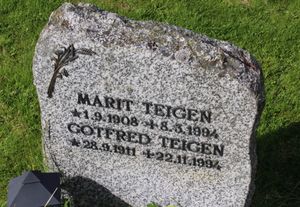 MARIT TEIGEN
*1.9.1908 +8.3.1994
GOTFRED TEIGEN
*28.9.1911 +22.11.1994